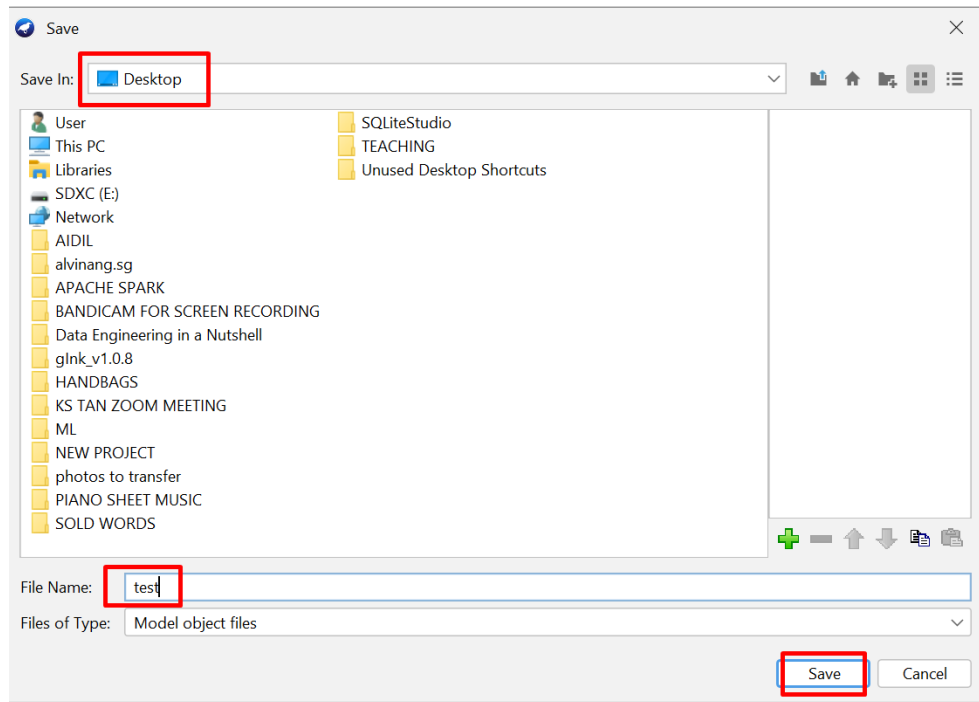 Save
Save In: Desktop
User
This PC
Libraries
SDXC (E:)
Network
AIDIL
alvinang.sg
APACHE SPARK
BANDICAM FOR SCREEN RECORDING
Data Engineering in a Nutshell
gInk_v1.0.8
HANDBAGS
KS TAN ZOOM MEETING
ML
NEW PROJECT
photos to transfer
PIANO SHEET MUSIC
SOLD WORDS
SQLiteStudio
TEACHING
Unused Desktop Shortcuts
File Name: test
Files of Type: Model object files
Save Cancel